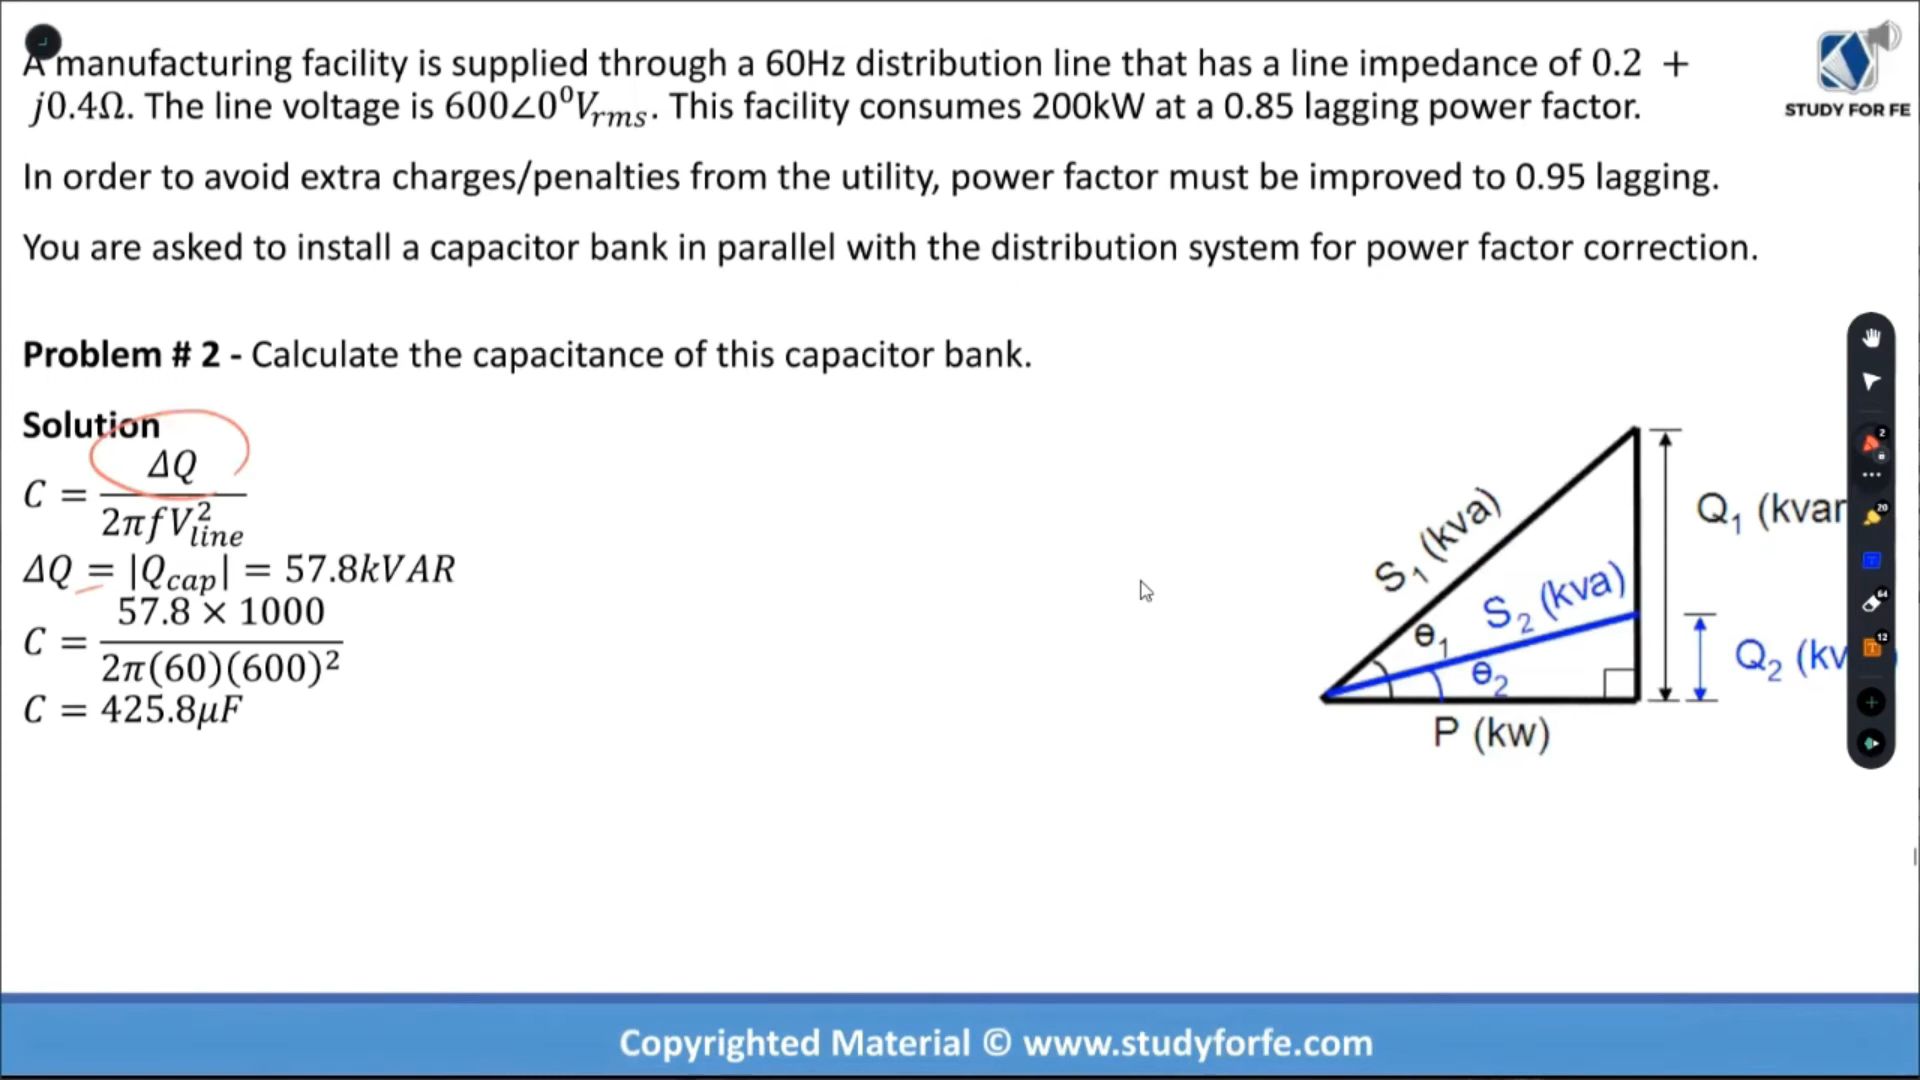 A manufacturing facility is supplied through a 60Hz distribution line that has a line impedance of 0.2 +
j0.4Ω. The line voltage is 600∠0⁰V_rms. This facility consumes 200kW at a 0.85 lagging power factor.
STUDY FOR FE
In order to avoid extra charges/penalties from the utility, power factor must be improved to 0.95 lagging.
You are asked to install a capacitor bank in parallel with the distribution system for power factor correction.
Problem # 2 - Calculate the capacitance of this capacitor bank.
Solution
C = ΔQ / 2πfV²_line
ΔQ = |Q_cap| = 57.8kVAR
C = 57.8 × 1000 / 2π(60)(600)²
C = 425.8μF
S₁ (kva)
S₂ (kva)
θ₁
θ₂
Q₁ (kvar
Q₂ (kv
P (kw)
2
20
64
12
Copyrighted Material © www.studyforfe.com